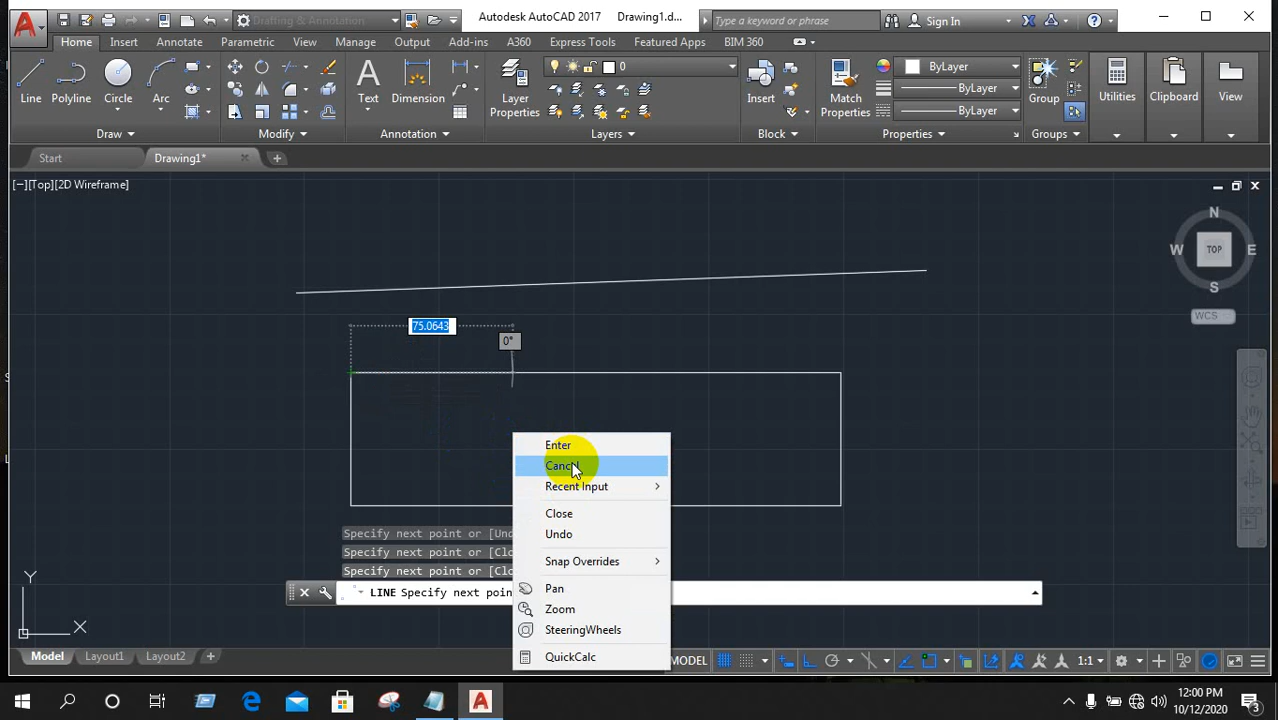 Drafting & Annotation
Autodesk AutoCAD 2017 Drawing1.d...
Type a keyword or phrase
Sign In
Home Insert Annotate Parametric View Manage Output Add-ins A360 Express Tools Featured Apps BIM 360
Line Polyline Circle Arc
Text Dimension
Layer Properties
0
Insert
Match Properties
ByLayer
ByLayer
ByLayer
Group
Utilities
Clipboard
View
Draw Modify Annotation Layers Block Properties Groups
Start Drawing1*
[−][Top][2D Wireframe]
N
W TOP E
S
WCS
75.0643
0°
Enter
Cancel
Recent Input
Close
Undo
Snap Overrides
Pan
Zoom
SteeringWheels
QuickCalc
Specify next point or [Und
Specify next point or [Clo
Specify next point or [Clo
LINE Specify next poin
Y
X
Model Layout1 Layout2
MODEL 1:1
12:00 PM
10/12/2020
3